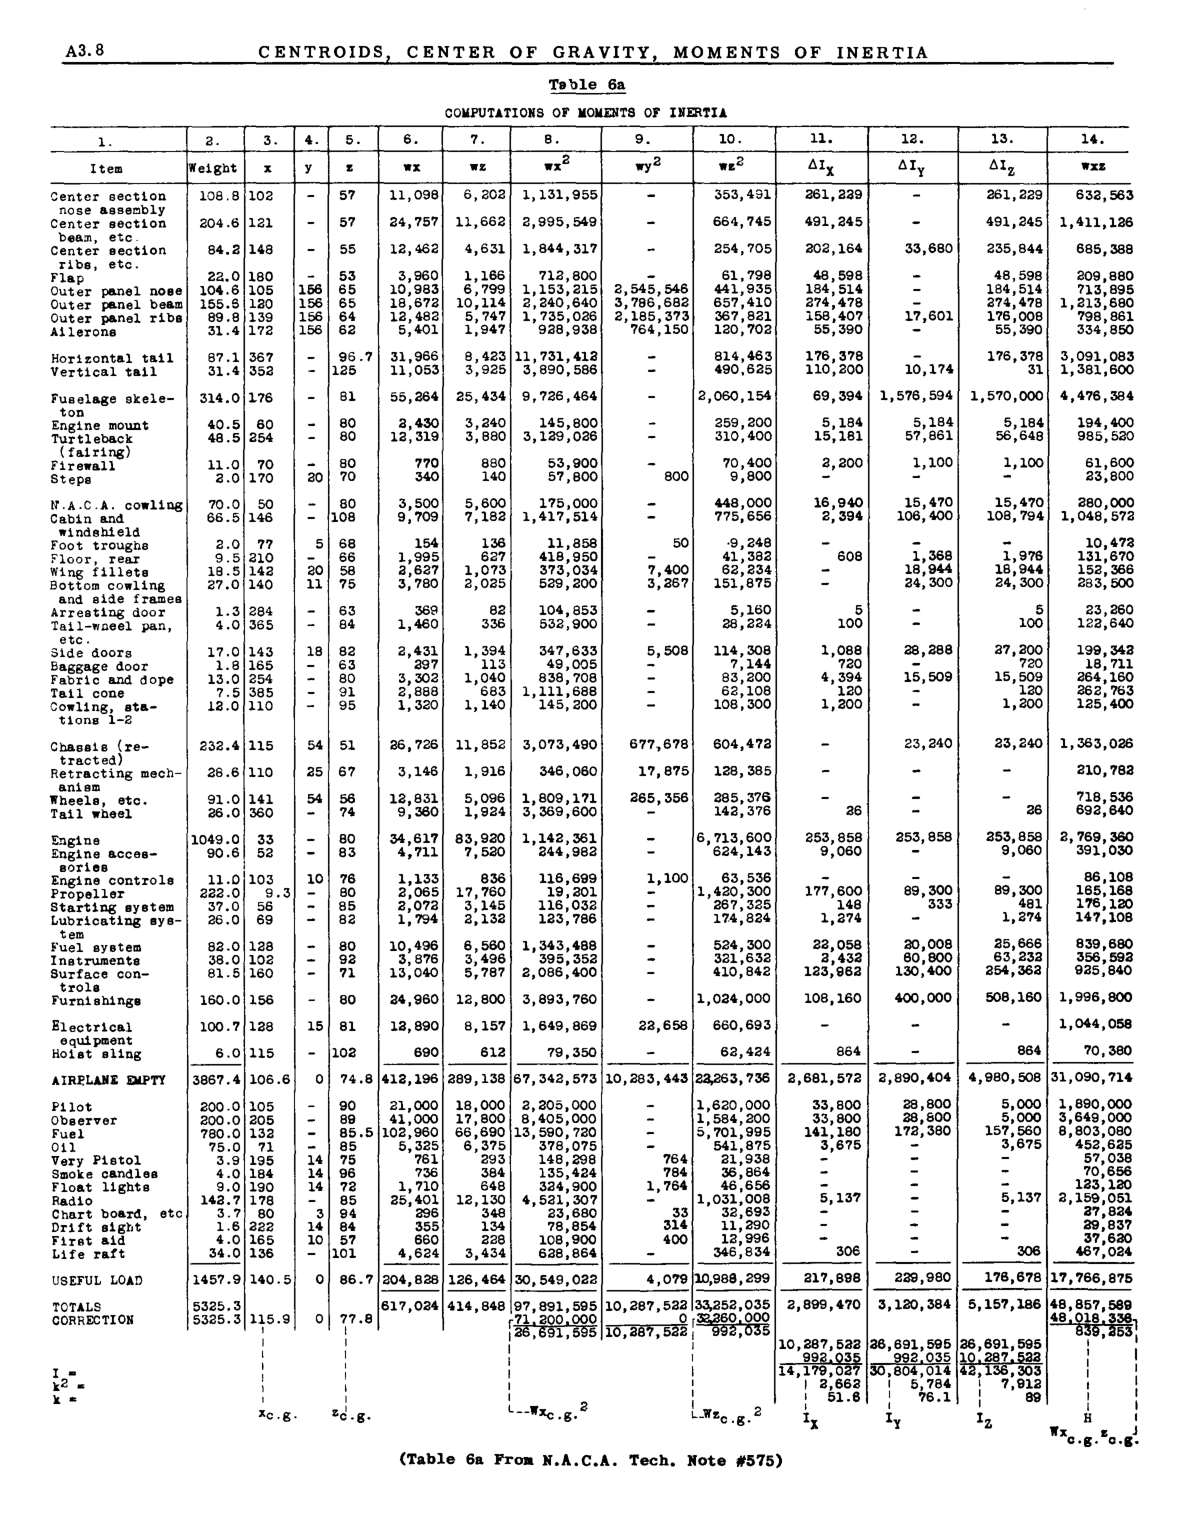 A3.8 CENTROIDS, CENTER OF GRAVITY, MOMENTS OF INERTIA
Table 6a
COMPUTATIONS OF MOMENTS OF INERTIA
1. 2. 3. 4. 5. 6. 7. 8. 9. 10. 11. 12. 13. 14.
Item Weight x y z wx wz wx² wy² wz² ΔI_X ΔI_Y ΔI_Z wxz
Center section 108.8 102 - 57 11,098 6,202 1,131,955 - 353,491 261,229 - 261,229 632,563
nose assembly
Center section 204.6 121 - 57 24,757 11,662 2,995,549 - 664,745 491,245 - 491,245 1,411,126
beam, etc.
Center section 84.2 148 - 55 12,462 4,631 1,844,317 - 254,705 202,164 33,680 235,844 685,388
ribs, etc.
Flap 22.0 180 - 53 3,960 1,166 712,800 - 61,798 48,598 - 48,598 209,880
Outer panel nose 104.6 105 156 65 10,983 6,799 1,153,215 2,545,546 441,935 184,514 - 184,514 713,895
Outer panel beam 155.6 120 156 65 18,672 10,114 2,240,640 3,786,682 657,410 274,478 - 274,478 1,213,680
Outer panel ribs 89.8 139 156 64 12,482 5,747 1,735,026 2,185,373 367,821 158,407 17,601 176,008 798,861
Ailerons 31.4 172 156 62 5,401 1,947 928,938 764,150 120,702 55,390 - 55,390 334,850
Horizontal tail 87.1 367 - 96.7 31,966 8,423 11,731,412 - 814,463 176,378 - 176,378 3,091,083
Vertical tail 31.4 352 - 125 11,053 3,925 3,890,586 - 490,625 110,200 10,174 31 1,381,600
Fuselage skele- 314.0 176 - 81 55,264 25,434 9,726,464 - 2,060,154 69,394 1,576,594 1,570,000 4,476,384
ton
Engine mount 40.5 60 - 80 2,430 3,240 145,800 - 259,200 5,184 5,184 5,184 194,400
Turtleback 48.5 254 - 80 12,319 3,880 3,129,026 - 310,400 15,181 57,861 56,648 985,520
(fairing)
Firewall 11.0 70 - 80 770 880 53,900 - 70,400 2,200 1,100 1,100 61,600
Steps 2.0 170 20 70 340 140 57,800 800 9,800 - - - 23,800
N.A.C.A. cowling 70.0 50 - 80 3,500 5,600 175,000 - 448,000 16,940 15,470 15,470 280,000
Cabin and 66.5 146 - 108 9,709 7,182 1,417,514 - 775,656 2,394 106,400 108,794 1,048,572
windshield
Foot troughs 2.0 77 5 68 154 136 11,858 50 9,248 - - - 10,472
Floor, rear 9.5 210 - 66 1,995 627 418,950 - 41,382 608 1,368 1,976 131,670
Wing fillets 18.5 142 20 58 2,627 1,073 373,034 7,400 62,234 - 18,944 18,944 152,366
Bottom cowling 27.0 140 11 75 3,780 2,025 529,200 3,267 151,875 24,300 24,300 283,500
and side frames
Arresting door 1.3 284 - 63 369 82 104,853 - 5,160 5 - 5 23,260
Tail-wheel pan, 4.0 365 - 84 1,460 336 532,900 - 28,224 100 - 100 122,640
etc.
Side doors 17.0 143 18 82 2,431 1,394 347,633 5,508 114,308 1,088 28,288 27,200 199,342
Baggage door 1.8 165 - 63 297 113 49,005 - 7,144 720 - 720 18,711
Fabric and dope 13.0 254 - 80 3,302 1,040 838,708 - 83,200 4,394 15,509 15,509 264,160
Tail cone 7.5 385 - 91 2,888 683 1,111,688 - 62,108 120 - 120 262,763
Cowling, sta- 12.0 110 - 95 1,320 1,140 145,200 - 108,300 1,200 - 1,200 125,400
tions 1-2
Chassis (re- 232.4 115 54 51 26,726 11,852 3,073,490 677,678 604,472 - 23,240 23,240 1,363,026
tracted)
Retracting mech- 28.6 110 25 67 3,146 1,916 346,060 17,875 128,385 - - - 210,782
anism
Wheels, etc. 91.0 141 54 56 12,831 5,096 1,809,171 265,356 285,376 - - - 718,536
Tail wheel 26.0 360 - 74 9,360 1,924 3,369,600 - 142,376 26 - 26 692,640
Engine 1049.0 33 - 80 34,617 83,920 1,142,361 - 6,713,600 253,858 253,858 253,858 2,769,360
Engine acces- 90.6 52 - 83 4,711 7,520 244,982 - 624,143 9,060 - 9,060 391,030
sories
Engine controls 11.0 103 10 76 1,133 836 116,699 1,100 63,536 - - - 86,108
Propeller 222.0 9.3 - 80 2,065 17,760 19,201 - 1,420,300 177,600 89,300 89,300 165,168
Starting system 37.0 56 - 85 2,072 3,145 116,032 - 267,325 148 333 481 176,120
Lubricating sys- 26.0 69 - 82 1,794 2,132 123,786 - 174,824 1,274 - 1,274 147,108
tem
Fuel system 82.0 128 - 80 10,496 6,560 1,343,488 - 524,300 22,058 20,008 25,666 839,680
Instruments 38.0 102 - 92 3,876 3,496 395,352 - 321,632 2,432 60,800 63,232 356,592
Surface con- 81.5 160 - 71 13,040 5,787 2,086,400 - 410,842 123,962 130,400 254,362 925,840
trols
Furnishings 160.0 156 - 80 24,960 12,800 3,893,760 - 1,024,000 108,160 400,000 508,160 1,996,800
Electrical 100.7 128 15 81 12,890 8,157 1,649,869 22,658 660,693 - - - 1,044,058
equipment
Hoist sling 6.0 115 - 102 690 612 79,350 - 62,424 864 - 864 70,380
AIRPLANE EMPTY 3867.4 106.6 0 74.8 412,196 289,138 67,342,573 10,283,443 22,263,736 2,681,572 2,890,404 4,980,508 31,090,714
Pilot 200.0 105 - 90 21,000 18,000 2,205,000 - 1,620,000 33,800 28,800 5,000 1,890,000
Observer 200.0 205 - 89 41,000 17,800 8,405,000 - 1,584,200 33,800 28,800 5,000 3,649,000
Fuel 780.0 132 - 85.5 102,960 66,690 13,590,720 - 5,701,995 141,180 172,380 157,560 8,803,080
Oil 75.0 71 - 85 5,325 6,375 378,075 - 541,875 3,675 - 3,675 452,625
Very Pistol 3.9 195 14 75 761 293 148,298 764 21,938 - - - 57,038
Smoke candles 4.0 184 14 96 736 384 135,424 784 36,864 - - - 70,656
Float lights 9.0 190 14 72 1,710 648 324,900 1,764 46,656 - - - 123,120
Radio 142.7 178 - 85 25,401 12,130 4,521,307 - 1,031,008 5,137 - 5,137 2,159,051
Chart board, etc 3.7 80 3 94 296 348 23,680 33 32,693 - - - 27,824
Drift sight 1.6 222 14 84 355 134 78,854 314 11,290 - - - 29,837
First aid 4.0 165 10 57 660 228 108,900 400 12,996 - - - 37,620
Life raft 34.0 136 - 101 4,624 3,434 628,864 - 346,834 306 - 306 467,024
USEFUL LOAD 1457.9 140.5 0 86.7 204,828 126,464 30,549,022 4,079 10,988,299 217,898 229,980 176,678 17,766,875
TOTALS 5325.3 617,024 414,848 97,891,595 10,287,522 33,252,035 2,899,470 3,120,384 5,157,186 48,857,589
CORRECTION 5325.3 115.9 0 77.8 71,200,000 0 32,260,000 48,018,336
26,691,595 10,287,522 992,035 839,253
10,287,522 26,691,595 26,691,595
992,035 992,035 10,287,522
I = 14,179,027 30,804,014 42,136,303
k² = 2,662 5,784 7,912
k = 51.6 76.1 89
x_c.g. z_c.g. Wx_c.g.² Wz_c.g.² I_X I_Y I_Z H
Wx_c.g. z_c.g.
(Table 6a From N.A.C.A. Tech. Note #575)